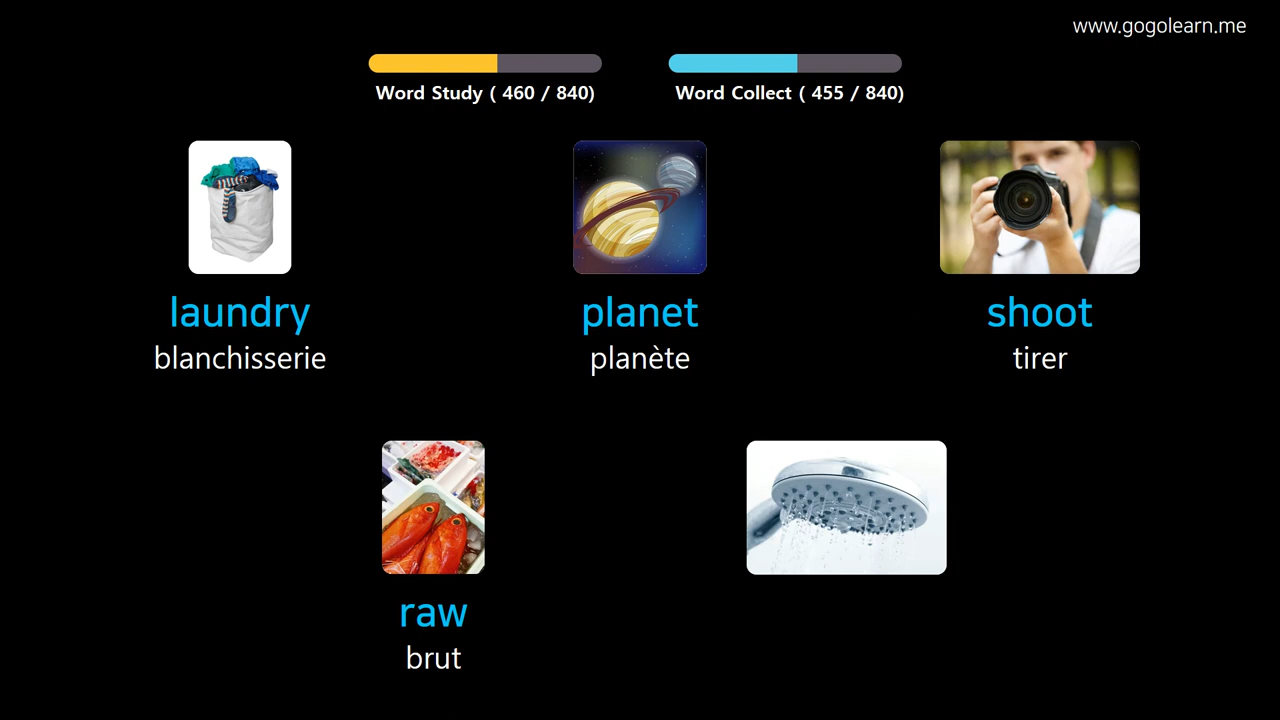 www.gogolearn.me
Word Study ( 460 / 840)
Word Collect ( 455 / 840)
laundry
blanchisserie
planet
planète
shoot
tirer
raw
brut